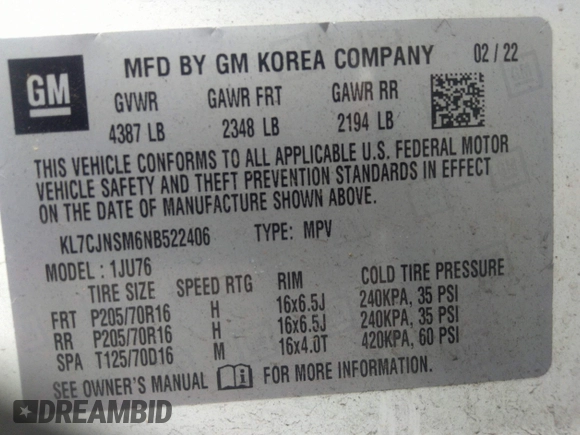 GM
MFD BY GM KOREA COMPANY 02 / 22
GVWR GAWR FRT GAWR RR
4387 LB 2348 LB 2194 LB
THIS VEHICLE CONFORMS TO ALL APPLICABLE U.S. FEDERAL MOTOR
VEHICLE SAFETY AND THEFT PREVENTION STANDARDS IN EFFECT
ON THE DATE OF MANUFACTURE SHOWN ABOVE.
KL7CJNSM6NB522406 TYPE: MPV
MODEL : 1JU76
TIRE SIZE SPEED RTG RIM COLD TIRE PRESSURE
FRT P205/70R16 H 16x6.5J 240KPA, 35 PSI
RR P205/70R16 H 16x6.5J 240KPA, 35 PSI
SPA T125/70D16 M 16x4.0T 420KPA, 60 PSI
SEE OWNER'S MANUAL FOR MORE INFORMATION.
DREAMBID